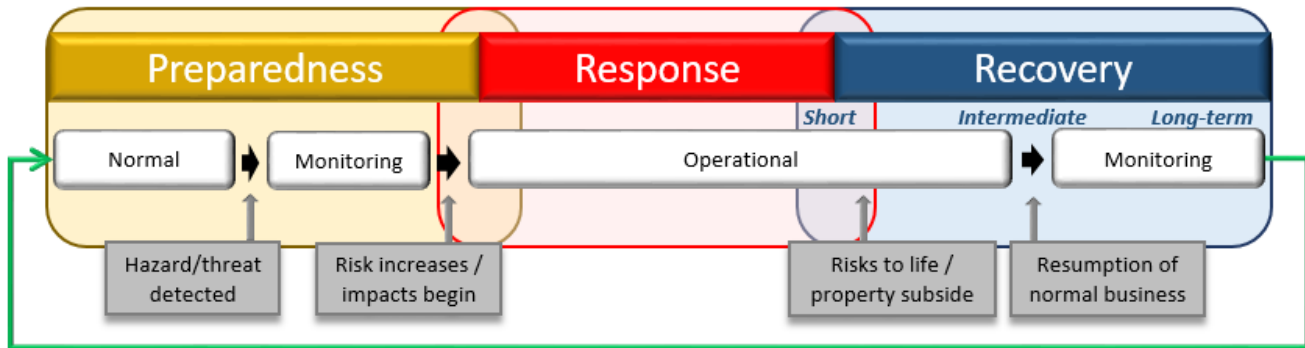 Preparedness
Response
Recovery
Short
Intermediate
Long-term
Normal
Monitoring
Operational
Monitoring
Hazard/threat
detected
Risk increases /
impacts begin
Risks to life /
property subside
Resumption of
normal business